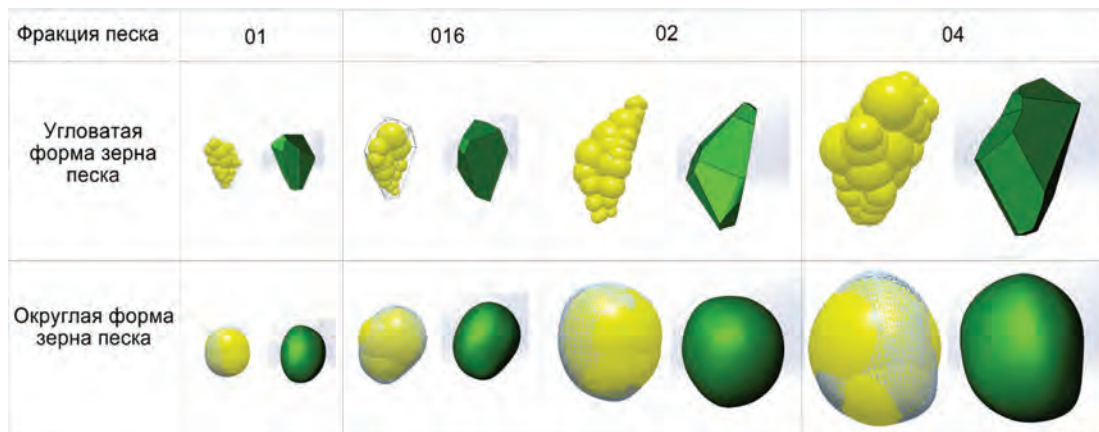 Фракция песка
01
016
02
04
Угловатая
форма зерна
песка
Округлая форма
зерна песка